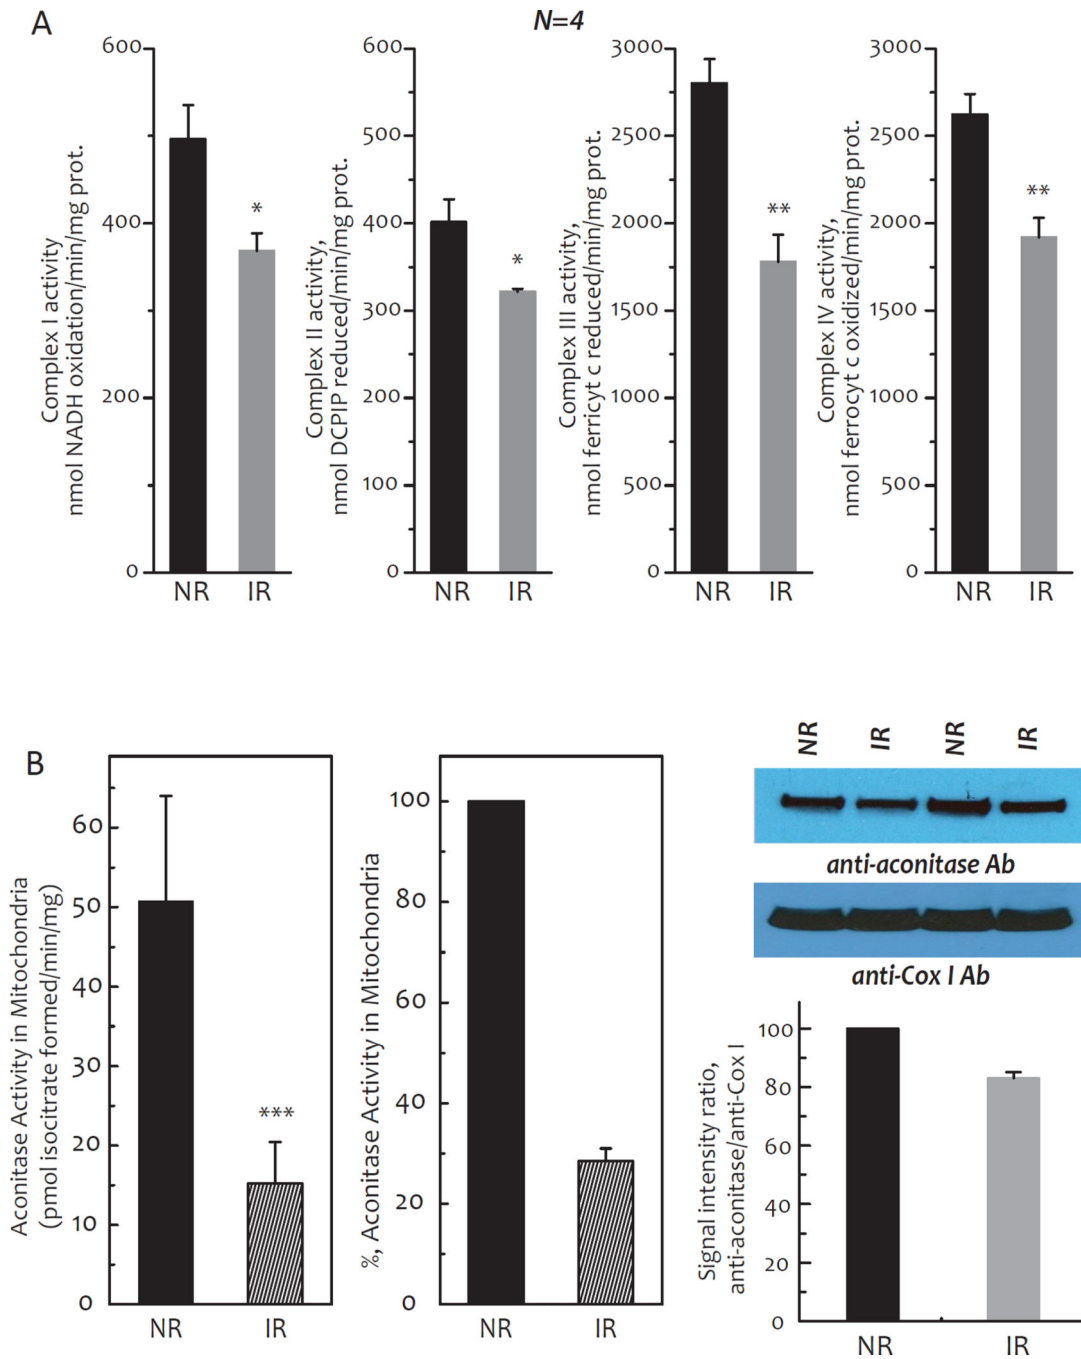 A
N=4
600
400
200
0
Complex I activity
nmol NADH oxidation/min/mg prot.
NR
IR
*
600
500
400
300
200
100
0
Complex II activity,
nmol DCPIP reduced/min/mg prot.
NR
IR
*
3000
2500
2000
1500
1000
500
0
Complex III activity,
nmol ferricyt c reduced/min/mg prot.
NR
IR
**
3000
2500
2000
1500
1000
500
0
Complex IV activity,
nmol ferrocyt c oxidized/min/mg prot.
NR
IR
**
B
60
50
40
30
20
10
0
Aconitase Activity in Mitochondria
(pmol isocitrate formed/min/mg)
NR
IR
***
100
80
60
40
20
0
%, Aconitase Activity in Mitochondria
NR
IR
NR IR NR IR
anti-aconitase Ab
anti-Cox I Ab
100
80
60
40
20
0
Signal intensity ratio,
anti-aconitase/anti-Cox I
NR
IR